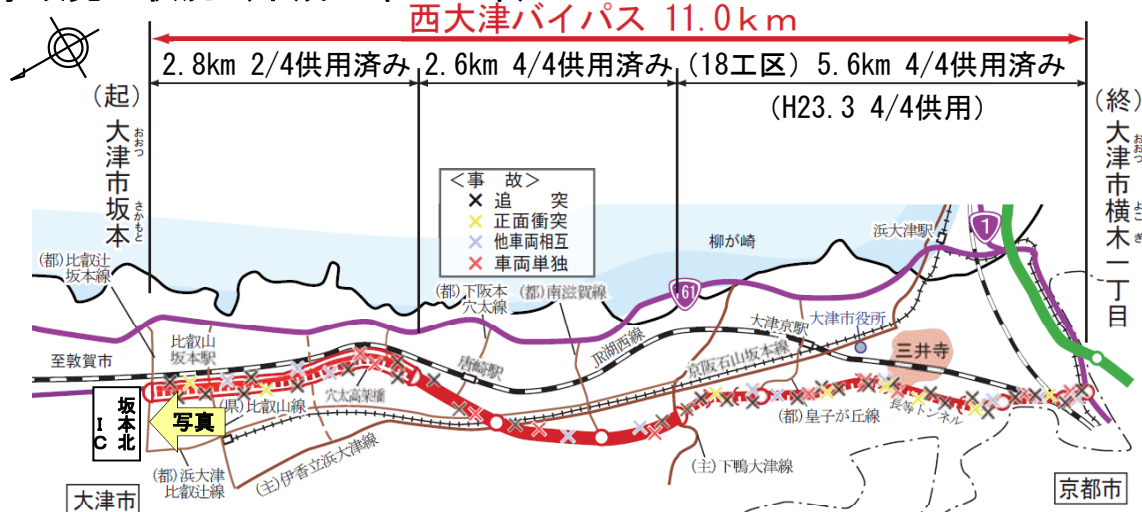 西大津バイパス 11.0km
2.8km 2/4供用済み
2.6km 4/4供用済み
(18工区) 5.6km 4/4供用済み
(H23.3 4/4供用)
(起)
大津市坂本
おおつ
さかもと
(終)
大津市横木一丁目
おおつ
よこぎ
<事 故>
× 追 突
× 正面衝突
× 他車両相互
× 車両単独
柳が崎
浜大津駅
1
161
(都)比叡辻
坂本線
(都)下阪本
穴太線
(都)南滋賀線
比叡山
坂本駅
至敦賀市
唐崎駅
JR湖西線
大津京駅
大津市役所
京阪石山坂本線
三井寺
穴太高架橋
(県)比叡山線
(都)皇子が丘線
長等トンネル
坂本北
IC
写真
(都)浜大津
比叡辻線
(主)伊香立浜大津線
(主)下鴨大津線
大津市
京都市